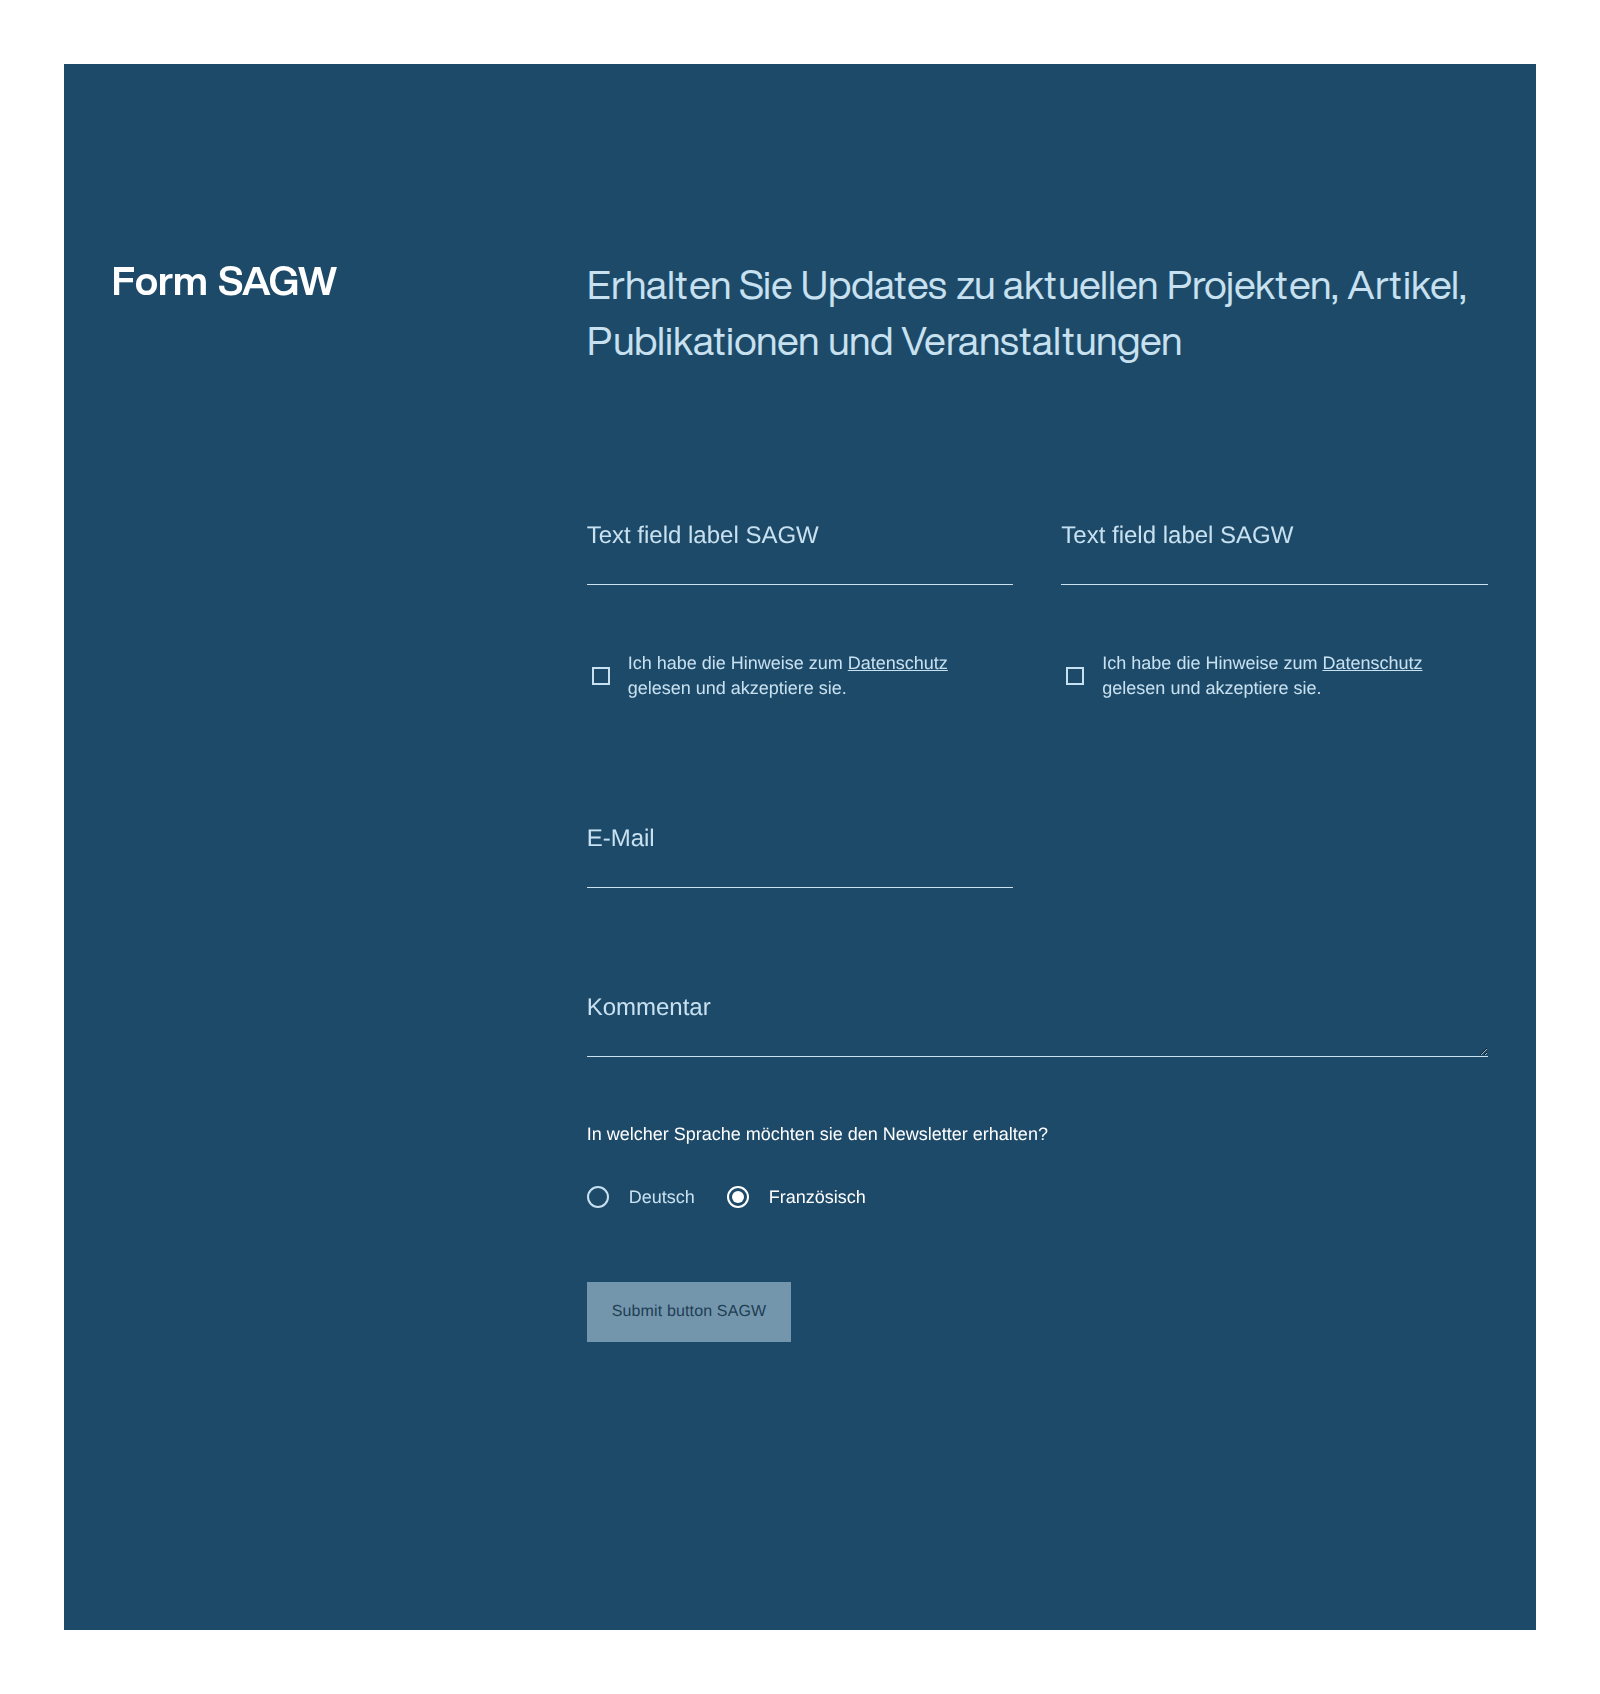 Form SAGW
Erhalten Sie Updates zu aktuellen Projekten, Artikel,
Publikationen und Veranstaltungen
Text field label SAGW
Text field label SAGW
Ich habe die Hinweise zum Datenschutz
gelesen und akzeptiere sie.
Ich habe die Hinweise zum Datenschutz
gelesen und akzeptiere sie.
E-Mail
Kommentar
In welcher Sprache möchten sie den Newsletter erhalten?
Deutsch
Französisch
Submit button SAGW